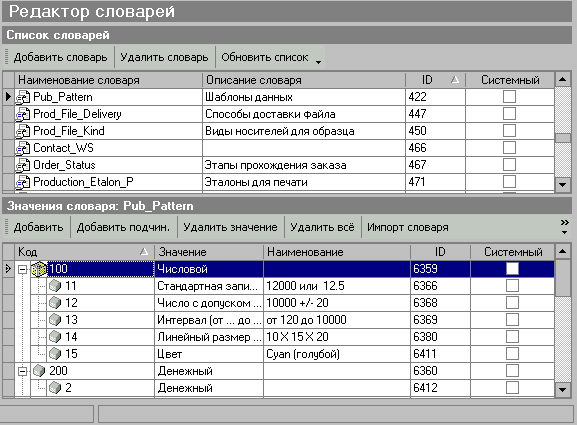 Редактор словарей
Список словарей
Добавить словарь Удалить словарь Обновить список
Наименование словаря Описание словаря ID Системный
Pub_Pattern Шаблоны данных 422
Prod_File_Delivery Способы доставки файла 447
Prod_File_Kind Виды носителей для образца 450
Contact_WS 466
Order_Status Этапы прохождения заказа 467
Production_Etalon_P Эталоны для печати 471
Значения словаря: Pub_Pattern
Добавить Добавить подчин. Удалить значение Удалить всё Импорт словаря »
Код Значение Наименование ID Системный
100 Числовой 6359
11 Стандартная запи... 12000 или 12.5 6366
12 Число с допуском ... 10000 +/- 20 6368
13 Интервал (от ... до ... от 120 до 10000 6369
14 Линейный размер ... 10 X 15 X 20 6380
15 Цвет Cyan (голубой) 6411
200 Денежный 6360
2 Денежный 6412